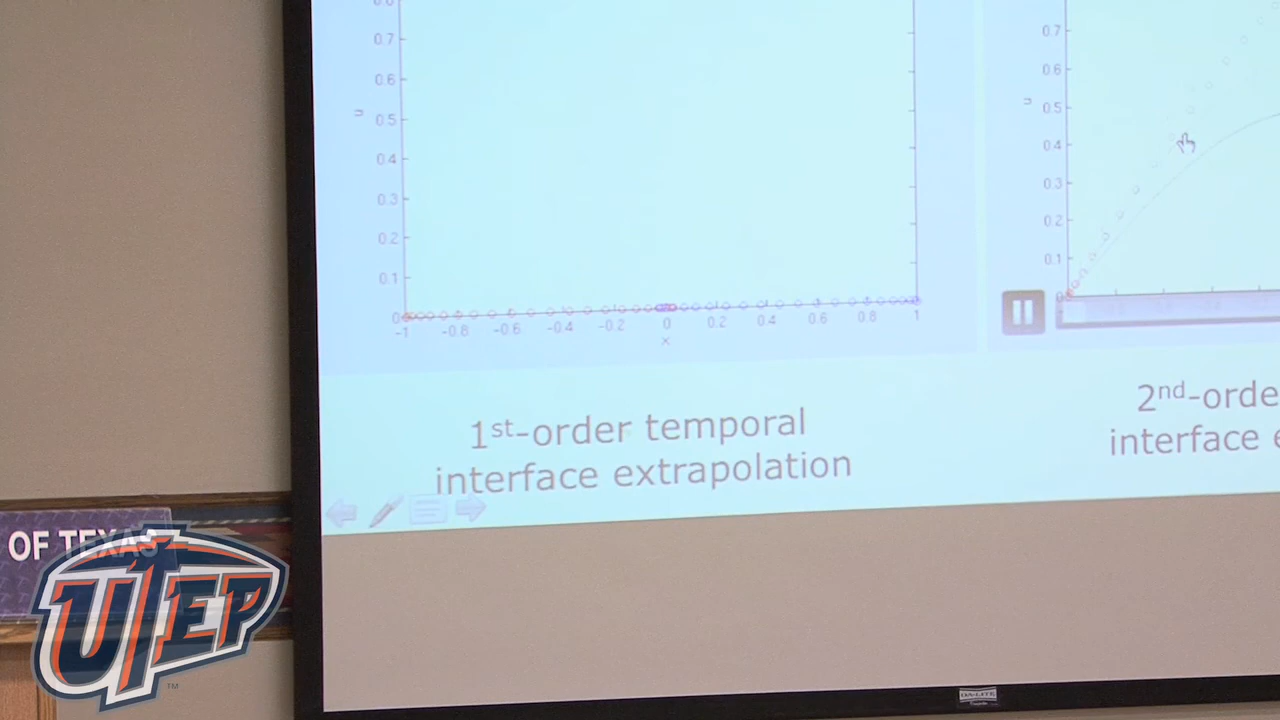 0.7
0.6
u
0.5
0.4
0.3
0.2
0.1
0
-1 -0.8 -0.6 -0.4 -0.2 0 0.2 0.4 0.6 0.8 1
x
0.7
0.6
u
0.5
0.4
0.3
0.2
0.1
0
1st-order temporal
interface extrapolation
2nd-orde
interface e
OF TEXAS
UTEP
TM
DA-LITE